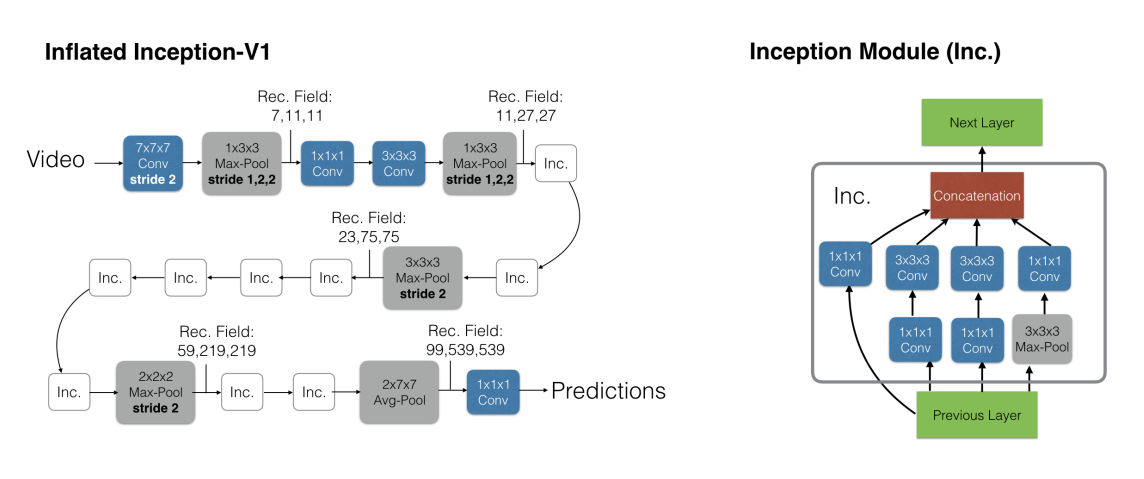 Inflated Inception-V1
Rec. Field:
7,11,11
Rec. Field:
11,27,27
Video
7x7x7
Conv
stride 2
1x3x3
Max-Pool
stride 1,2,2
1x1x1
Conv
3x3x3
Conv
1x3x3
Max-Pool
stride 1,2,2
Inc.
Rec. Field:
23,75,75
Inc.
3x3x3
Max-Pool
stride 2
Inc.
Inc.
Inc.
Inc.
Rec. Field:
59,219,219
Rec. Field:
99,539,539
Inc.
2x2x2
Max-Pool
stride 2
Inc.
Inc.
2x7x7
Avg-Pool
1x1x1
Conv
Predictions
Inception Module (Inc.)
Next Layer
Inc.
Concatenation
1x1x1
Conv
3x3x3
Conv
3x3x3
Conv
1x1x1
Conv
1x1x1
Conv
1x1x1
Conv
3x3x3
Max-Pool
Previous Layer